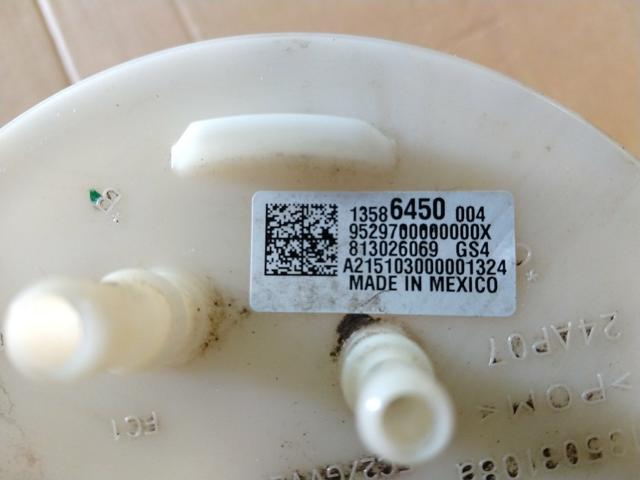 B
13586450 004
9529700000000X
813026069 GS4
A215103000001324
MADE IN MEXICO
24AP07
>POM<
FC1